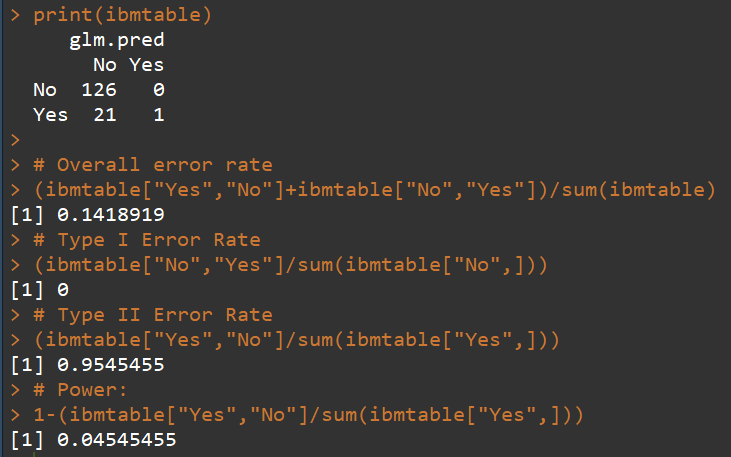 > print(ibmtable)
glm.pred
No Yes
No 126 0
Yes 21 1
>
> # Overall error rate
> (ibmtable["Yes","No"]+ibmtable["No","Yes"])/sum(ibmtable)
[1] 0.1418919
> # Type I Error Rate
> (ibmtable["No","Yes"]/sum(ibmtable["No",]))
[1] 0
> # Type II Error Rate
> (ibmtable["Yes","No"]/sum(ibmtable["Yes",]))
[1] 0.9545455
> # Power:
> 1-(ibmtable["Yes","No"]/sum(ibmtable["Yes",]))
[1] 0.04545455